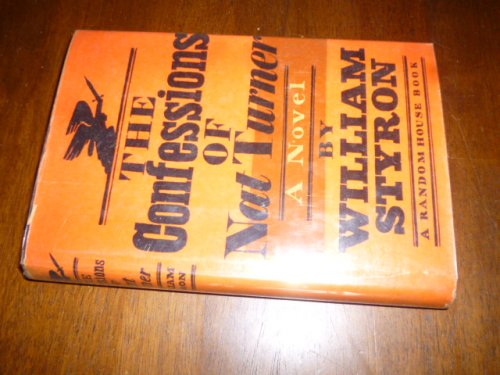 THE
Confessions
OF
Nat Turner
A Novel
BY
WILLIAM
STYRON
A RANDOM HOUSE BOOK